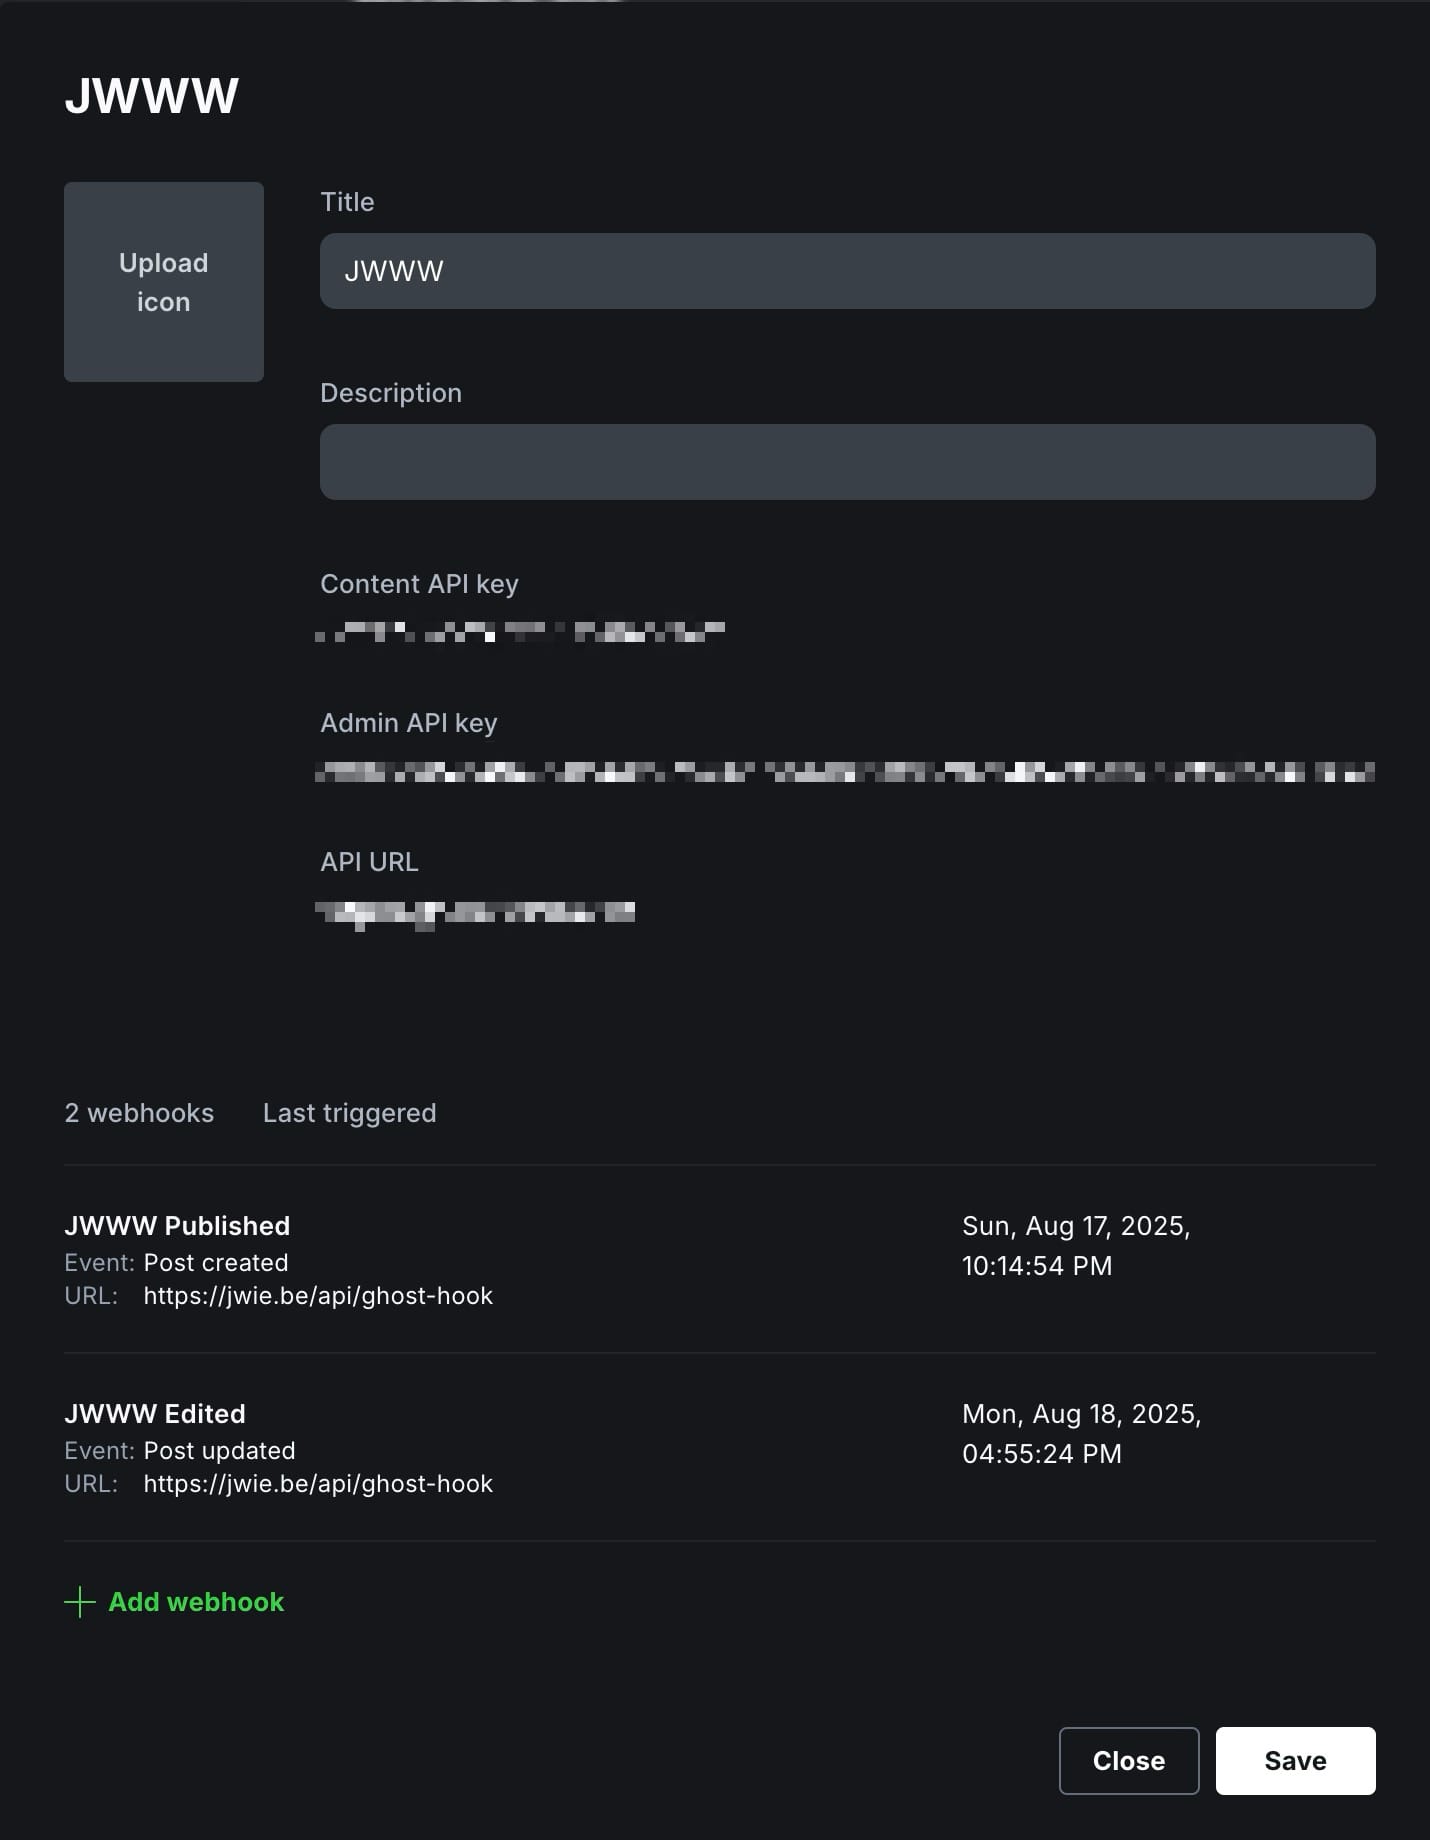 JWWW
Upload
icon
Title
JWWW
Description
Content API key
Admin API key
API URL
2 webhooks Last triggered
JWWW Published
Event: Post created
URL: https://jwie.be/api/ghost-hook
Sun, Aug 17, 2025,
10:14:54 PM
JWWW Edited
Event: Post updated
URL: https://jwie.be/api/ghost-hook
Mon, Aug 18, 2025,
04:55:24 PM
Add webhook
Close
Save